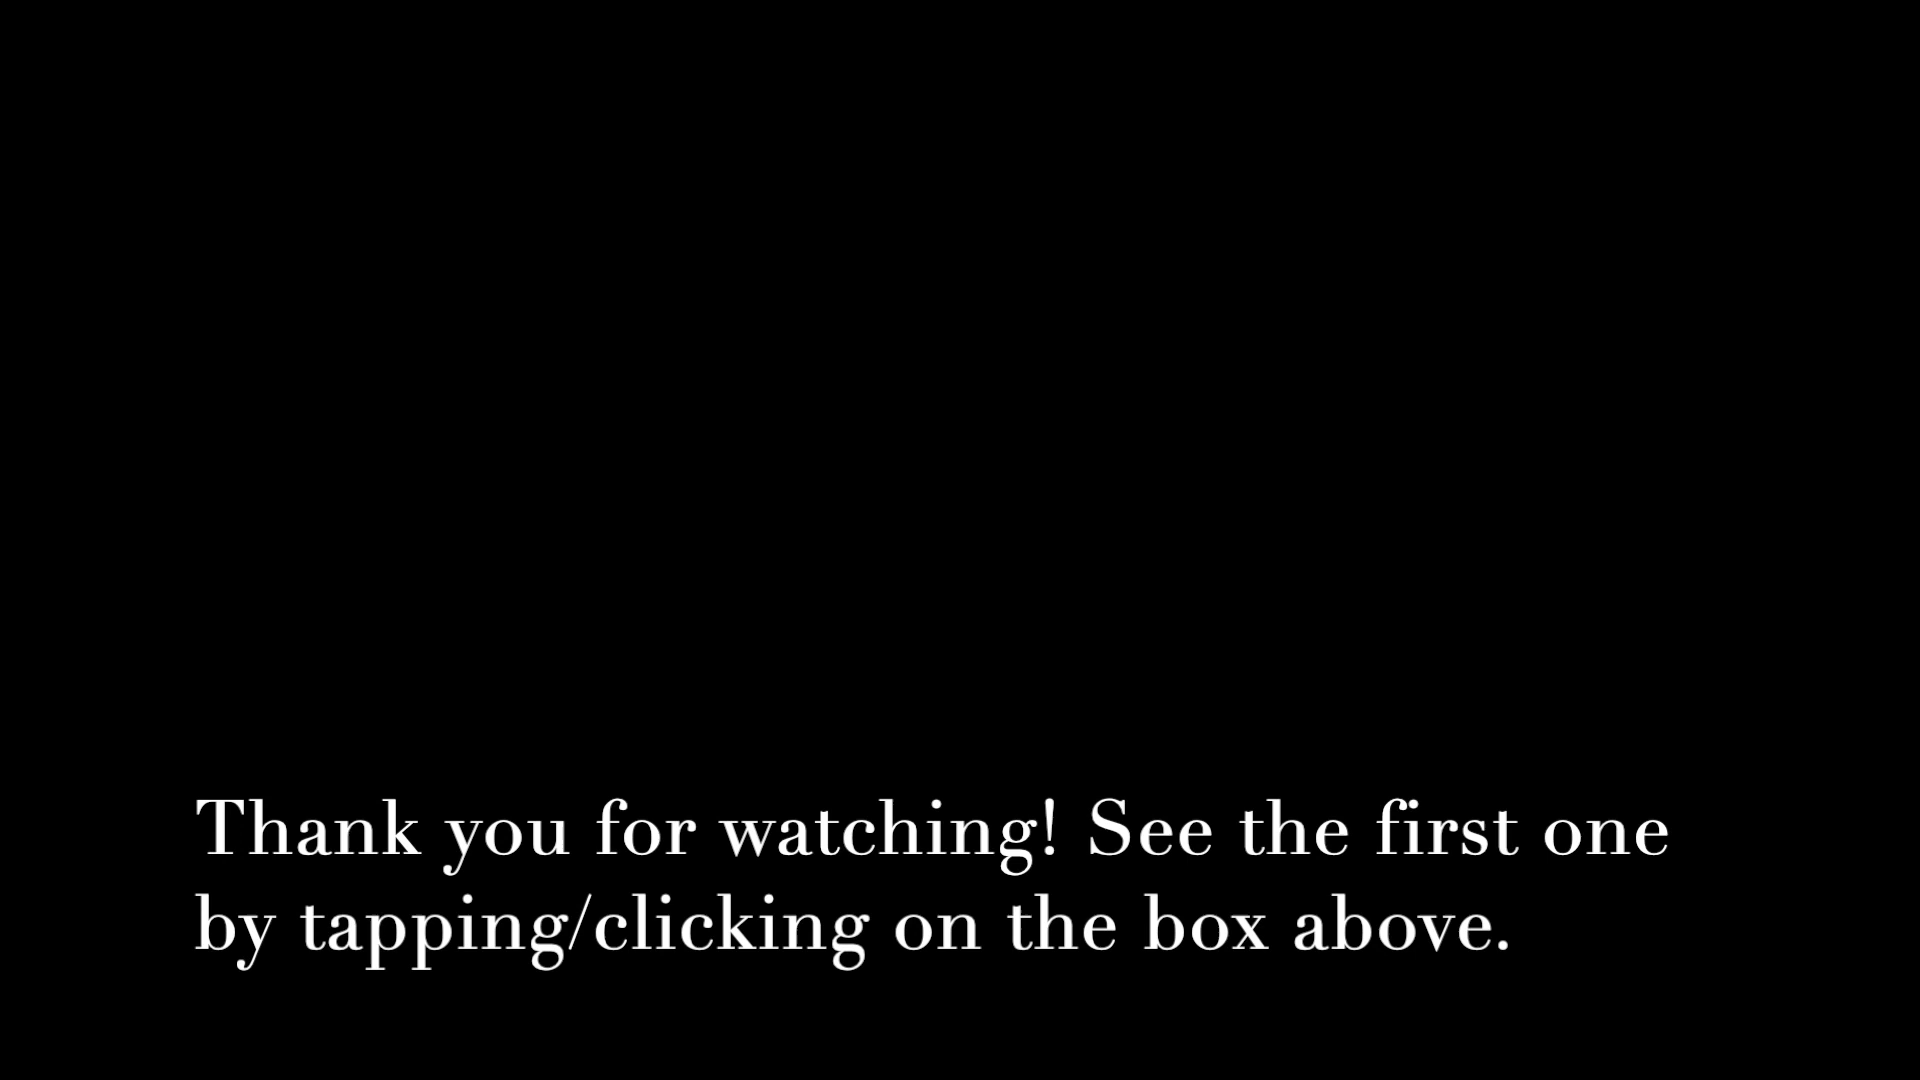 Thank you for watching! See the first one
by tapping/clicking on the box above.